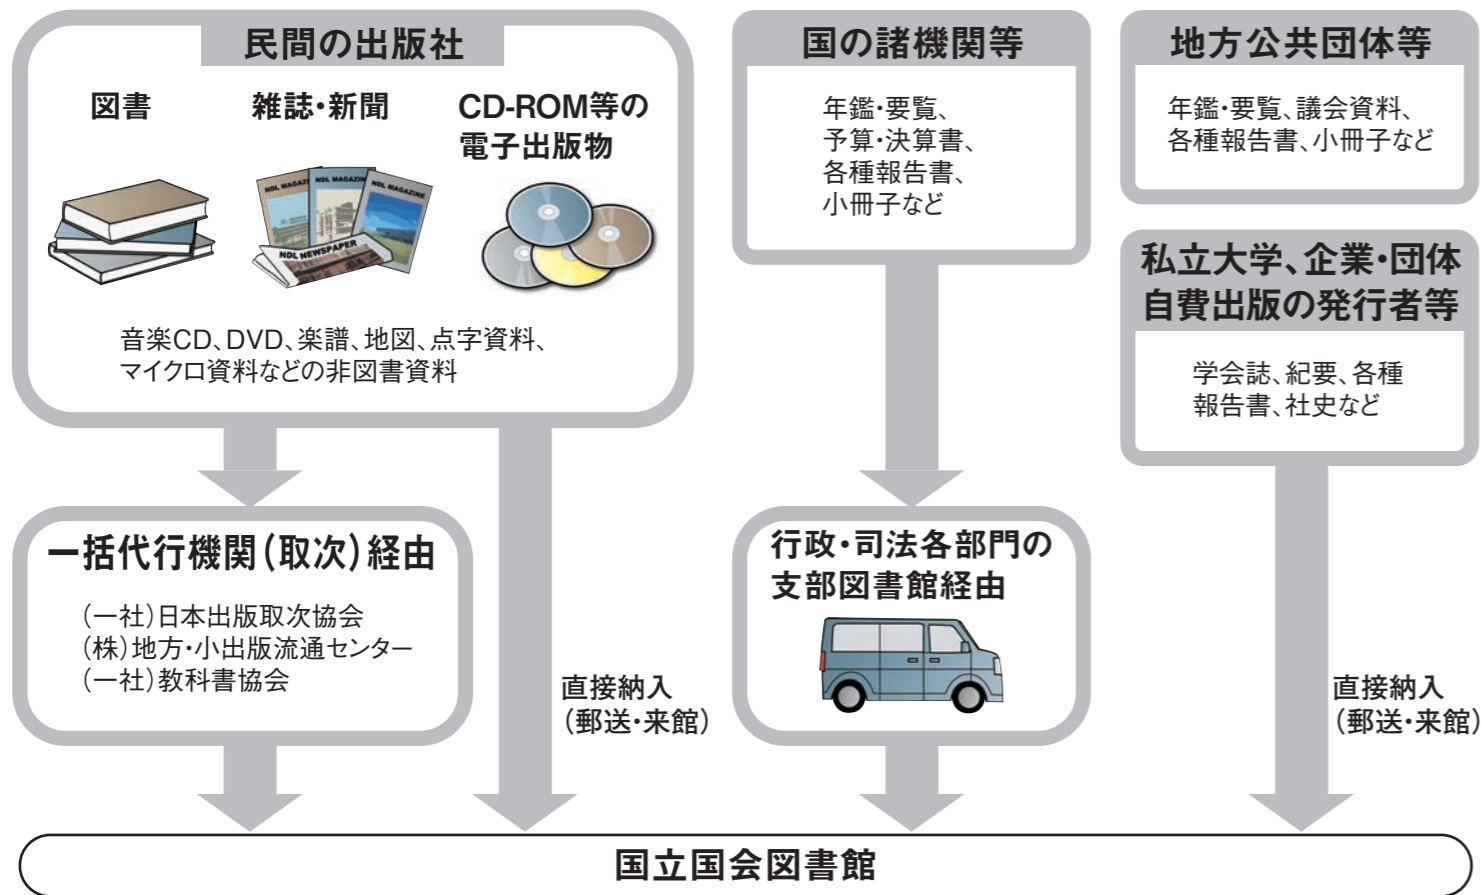 民間の出版社
図書
雑誌・新聞
CD-ROM等の
電子出版物
NDL MAGAZINE
NDL MAGAZINE
NDL MAGAZINE
NDL NEWSPAPER
音楽CD、DVD、楽譜、地図、点字資料、
マイクロ資料などの非図書資料
国の諸機関等
年鑑・要覧、
予算・決算書、
各種報告書、
小冊子など
地方公共団体等
年鑑・要覧、議会資料、
各種報告書、小冊子など
私立大学、企業・団体
自費出版の発行者等
学会誌、紀要、各種
報告書、社史など
一括代行機関(取次)経由
(一社)日本出版取次協会
(株)地方・小出版流通センター
(一社)教科書協会
直接納入
(郵送・来館)
行政・司法各部門の
支部図書館経由
直接納入
(郵送・来館)
国立国会図書館